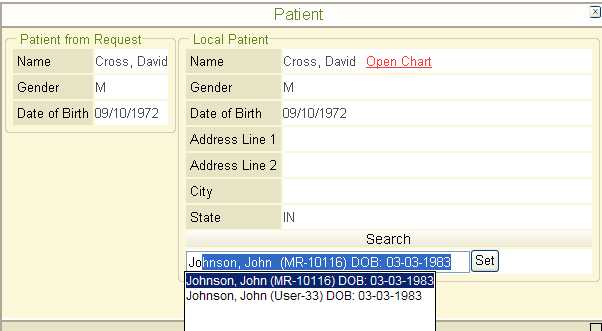 Patient
Patient from Request
Name Cross, David
Gender M
Date of Birth 09/10/1972
Local Patient
Name Cross, David Open Chart
Gender M
Date of Birth 09/10/1972
Address Line 1
Address Line 2
City
State IN
Search
Johnson, John (MR-10116) DOB: 03-03-1983 Set
Johnson, John (MR-10116) DOB: 03-03-1983
Johnson, John (User-33) DOB: 03-03-1983